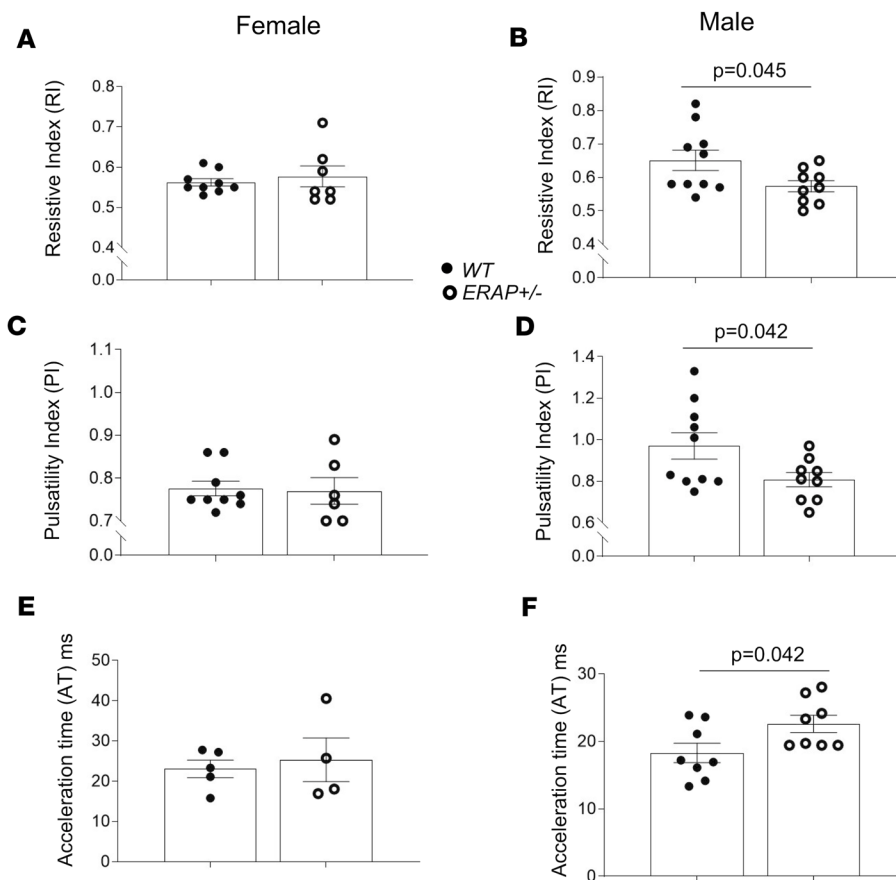 Female
Male
A
Resistive Index (RI)
0.8
0.7
0.6
0.5
0.4
0.0
B
p=0.045
Resistive Index (RI)
0.9
0.8
0.7
0.6
0.5
0.4
0.0
WT
ERAP+/-
C
Pulsatility Index (PI)
1.1
1.0
0.9
0.8
0.7
0.0
D
p=0.042
Pulsatility Index (PI)
1.4
1.2
1.0
0.8
0.6
0.0
E
Acceleration time (AT) ms
50
40
30
20
10
0
F
p=0.042
Acceleration time (AT) ms
30
20
10
0